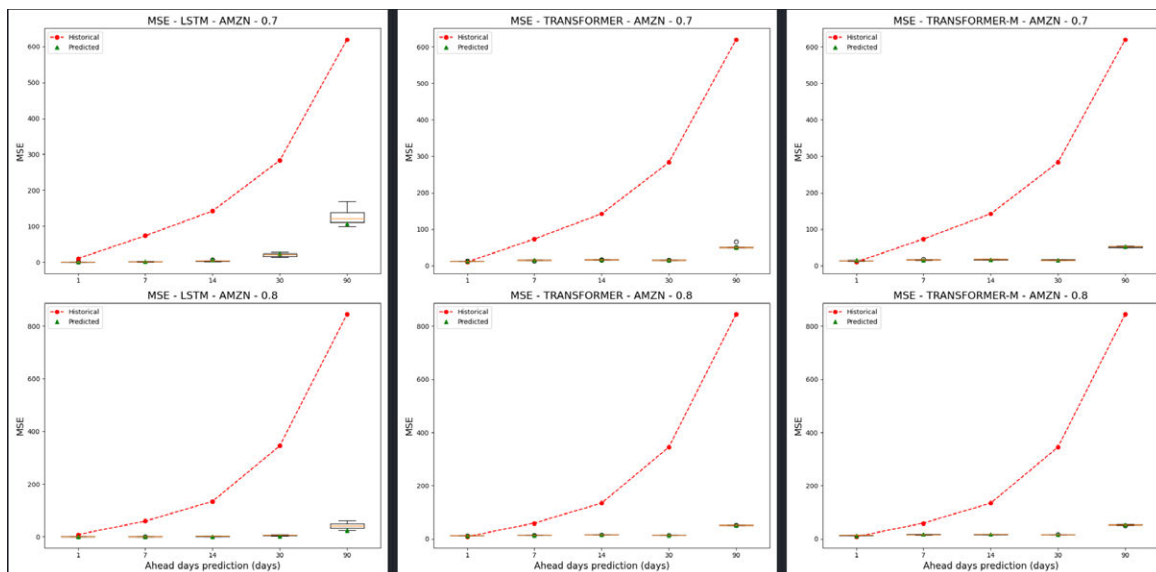 MSE - LSTM - AMZN - 0.7
Historical
Predicted
MSE
600
500
400
300
200
100
0
1 7 14 30 90
MSE - TRANSFORMER - AMZN - 0.7
Historical
Predicted
MSE
600
500
400
300
200
100
0
1 7 14 30 90
MSE - TRANSFORMER-M - AMZN - 0.7
Historical
Predicted
MSE
600
500
400
300
200
100
0
1 7 14 30 90
MSE - LSTM - AMZN - 0.8
Historical
Predicted
MSE
800
600
400
200
0
1 7 14 30 90
Ahead days prediction (days)
MSE - TRANSFORMER - AMZN - 0.8
Historical
Predicted
MSE
800
600
400
200
0
1 7 14 30 90
Ahead days prediction (days)
MSE - TRANSFORMER-M - AMZN - 0.8
Historical
Predicted
MSE
800
600
400
200
0
1 7 14 30 90
Ahead days prediction (days)